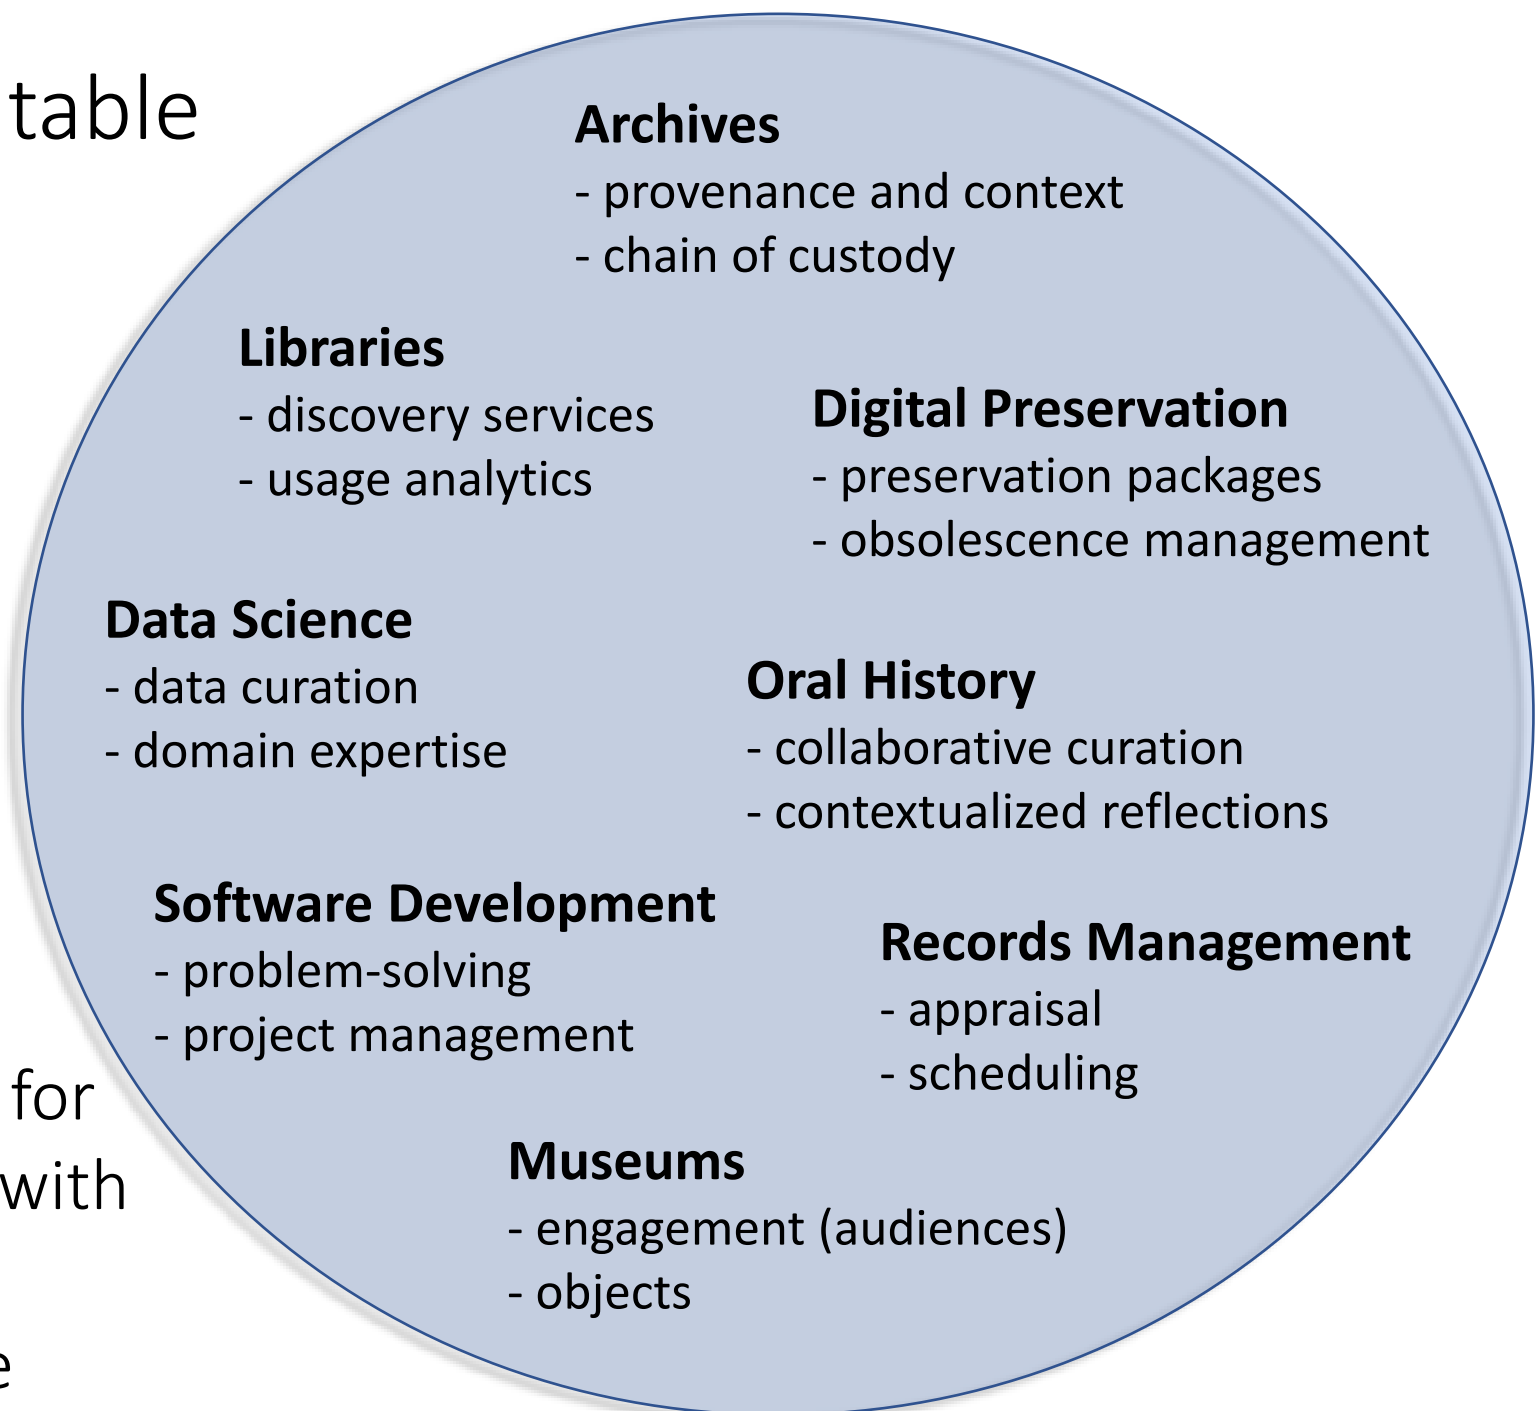 table
Archives
- provenance and context
- chain of custody
Libraries
- discovery services
- usage analytics
Digital Preservation
- preservation packages
- obsolescence management
Data Science
- data curation
- domain expertise
Oral History
- collaborative curation
- contextualized reflections
Software Development
- problem-solving
- project management
Records Management
- appraisal
- scheduling
Museums
- engagement (audiences)
- objects
for
with
e